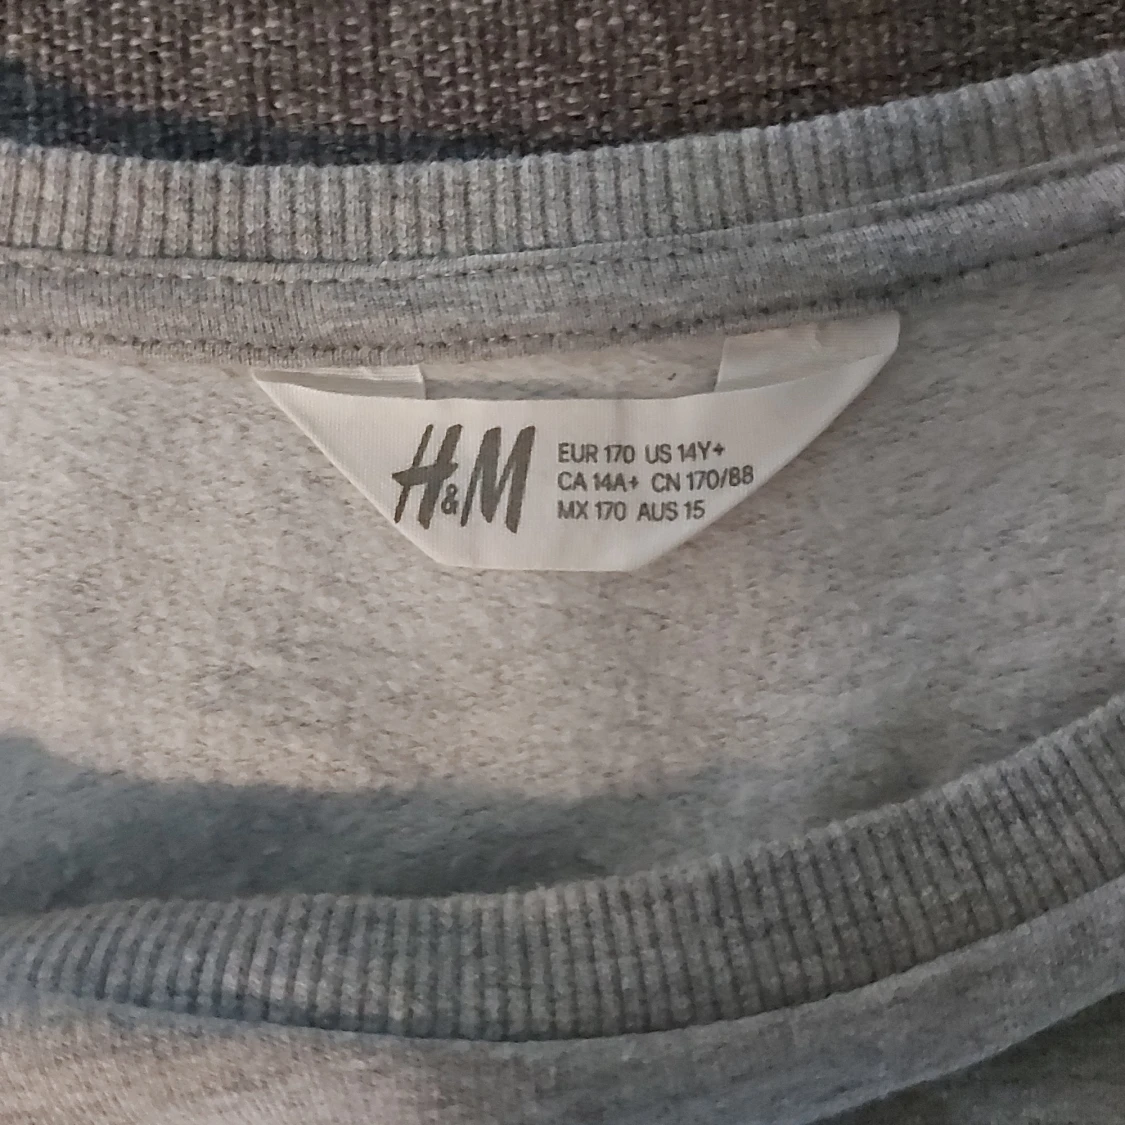 H&M
EUR 170 US 14Y+
CA 14A+ CN 170/88
MX 170 AUS 15